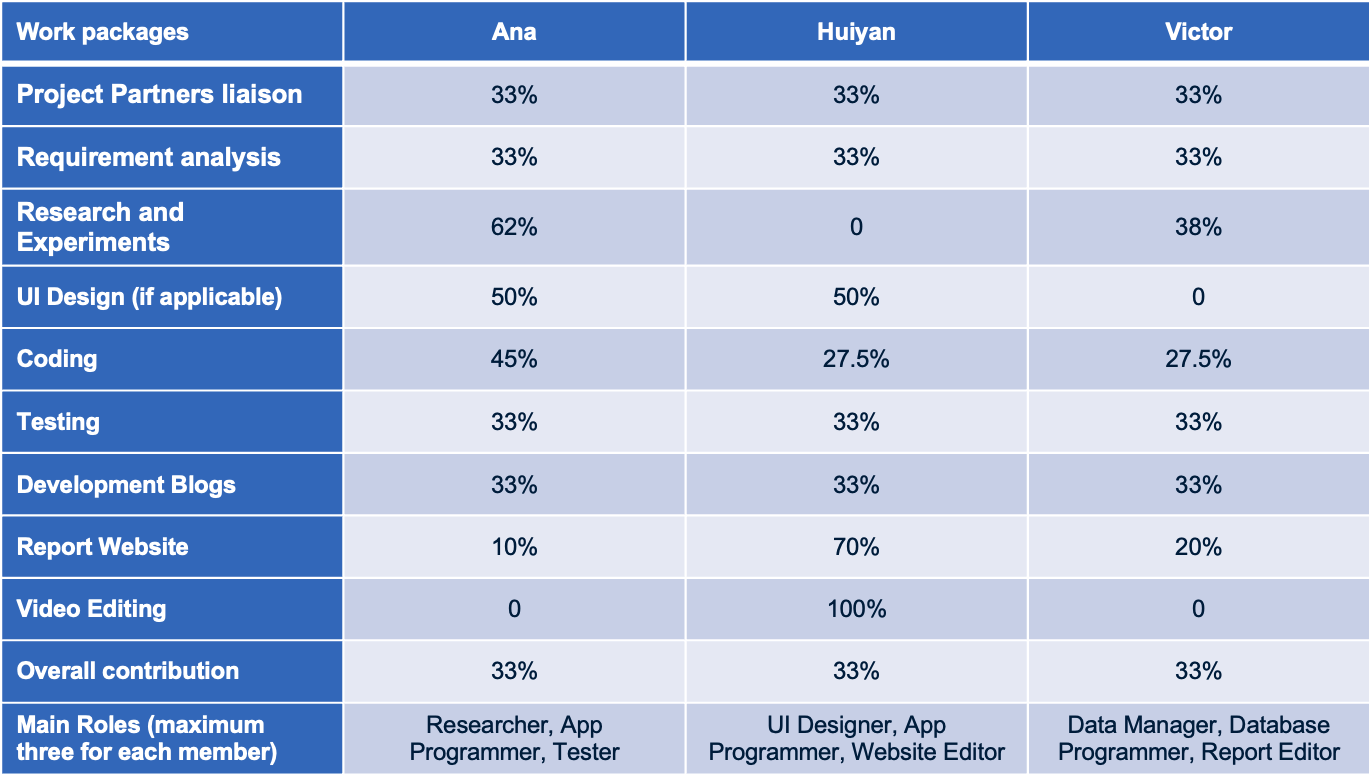 Work packages Ana Huiyan Victor
Project Partners liaison 33% 33% 33%
Requirement analysis 33% 33% 33%
Research and
Experiments 62% 0 38%
UI Design (if applicable) 50% 50% 0
Coding 45% 27.5% 27.5%
Testing 33% 33% 33%
Development Blogs 33% 33% 33%
Report Website 10% 70% 20%
Video Editing 0 100% 0
Overall contribution 33% 33% 33%
Main Roles (maximum
three for each member)
Researcher, App
Programmer, Tester
UI Designer, App
Programmer, Website Editor
Data Manager, Database
Programmer, Report Editor